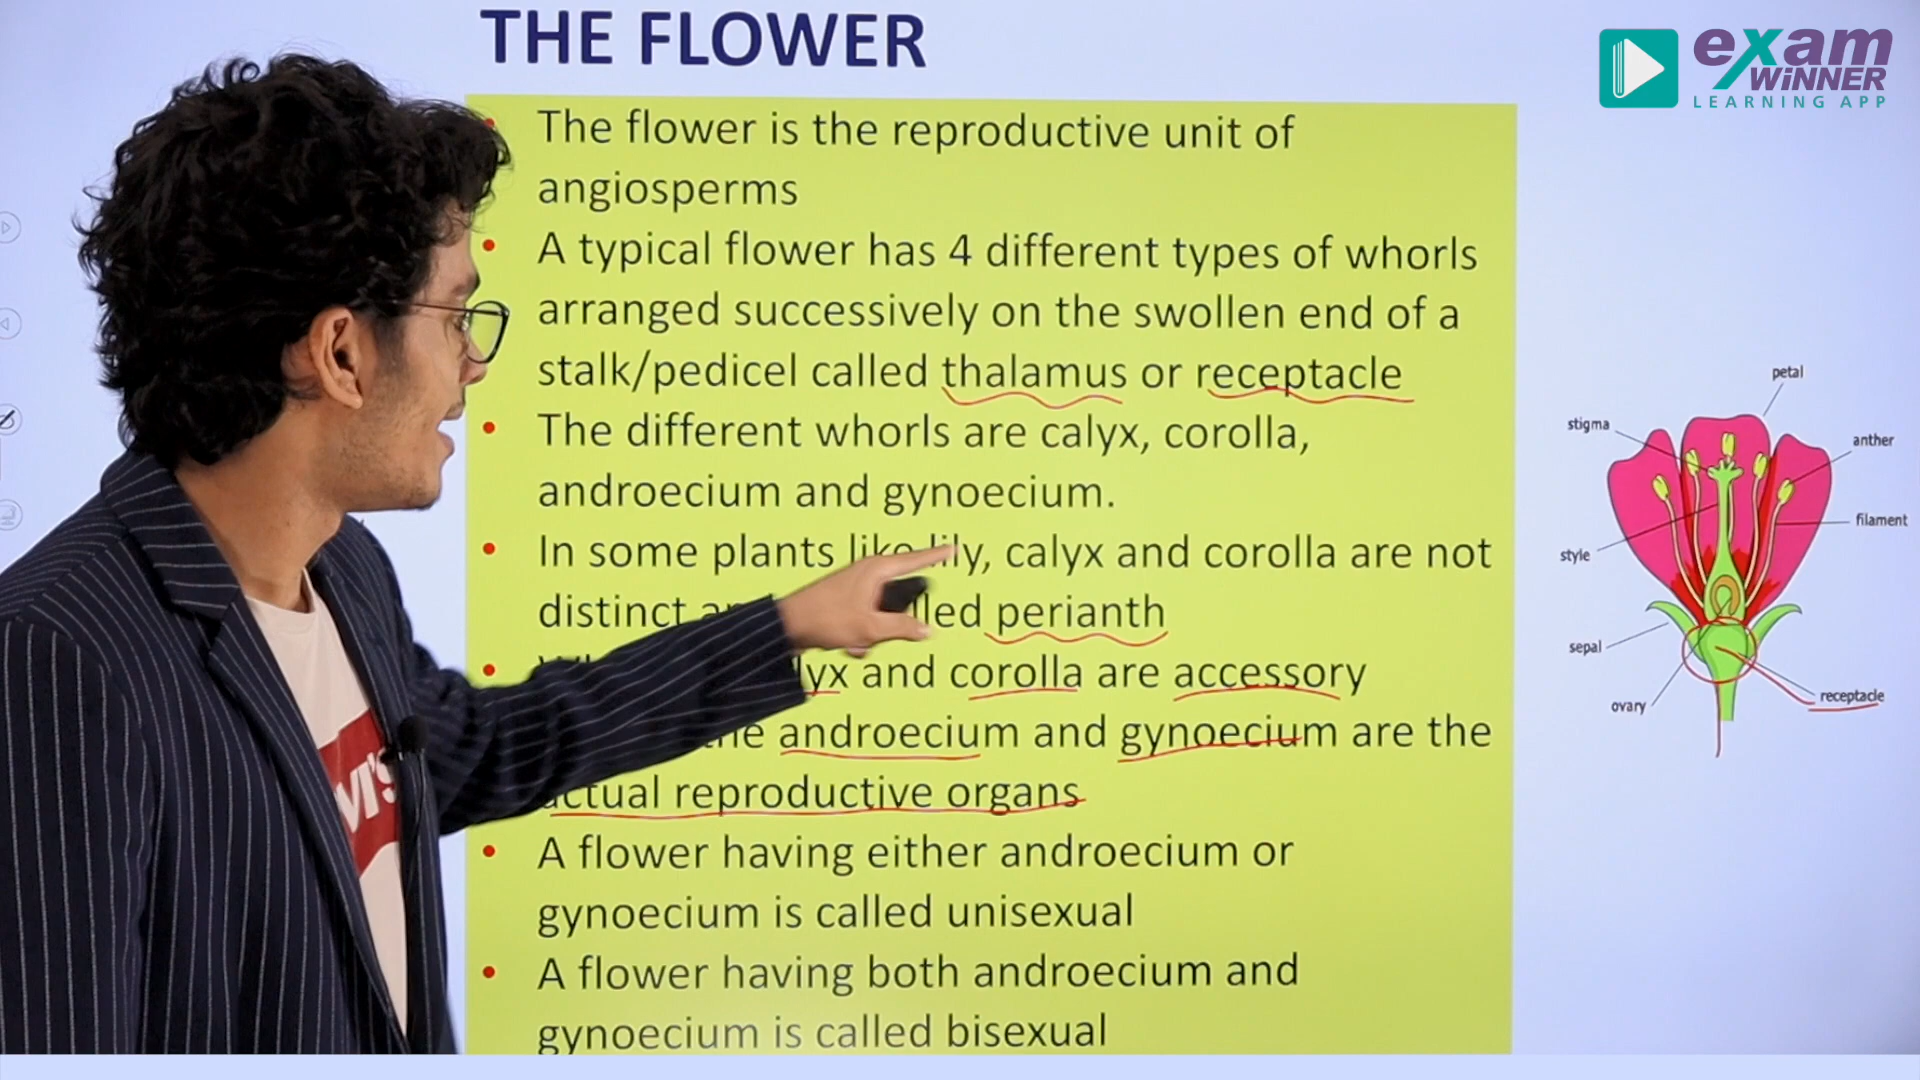 THE FLOWER
exam
WiNNER
LEARNING APP
The flower is the reproductive unit of
angiosperms
A typical flower has 4 different types of whorls
arranged successively on the swollen end of a
stalk/pedicel called thalamus or receptacle
The different whorls are calyx, corolla,
androecium and gynoecium.
In some plants like lily, calyx and corolla are not
distinct perianth
and corolla are accessory
androecium and gynoecium are the
actual reproductive organs
A flower having either androecium or
gynoecium is called unisexual
A flower having both androecium and
gynoecium is called bisexual
petal
stigma
anther
filament
style
sepal
ovary
receptacle